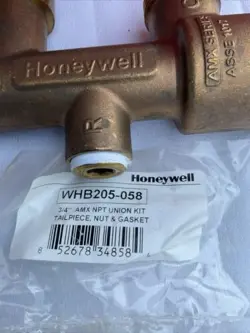 Honeywell
AMX SERIES
ASSE
R
Honeywell
WHB205-058
3/4" AMX NPT UNION KIT
TAILPIECE, NUT & GASKET
8 52678 34858